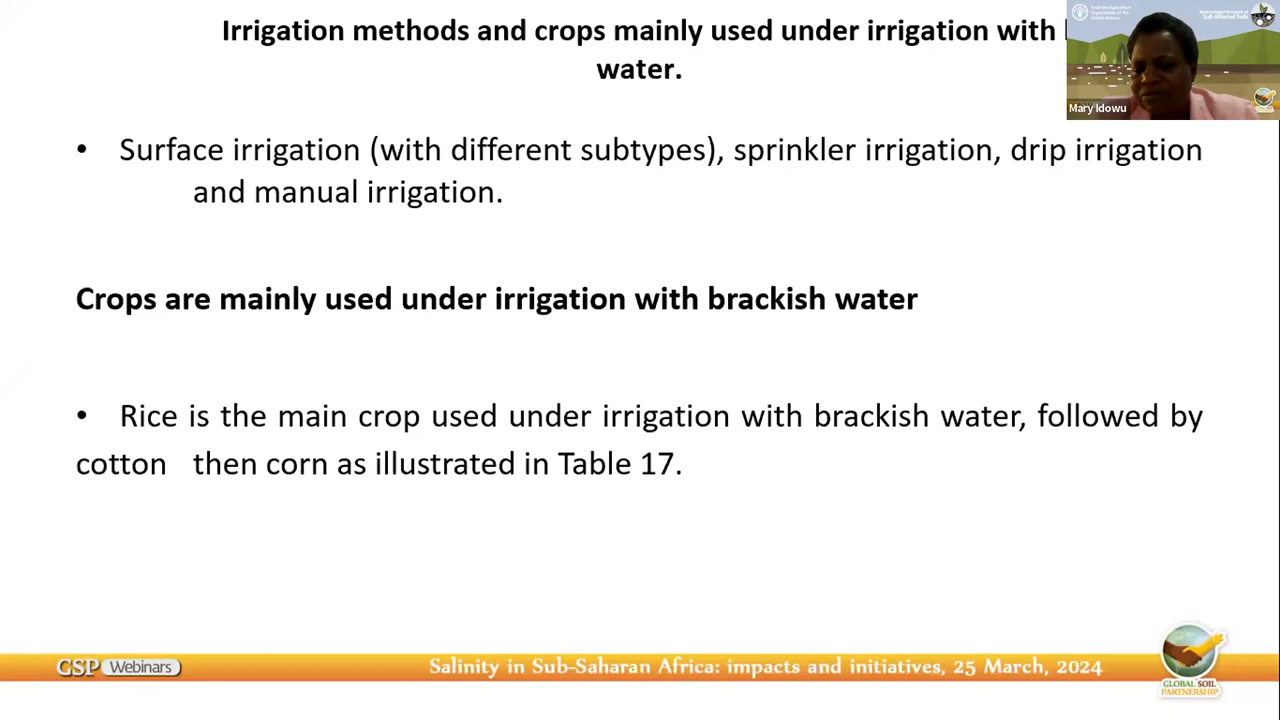 Irrigation methods and crops mainly used under irrigation with
water.
Mary Idowu
• Surface irrigation (with different subtypes), sprinkler irrigation, drip irrigation
and manual irrigation.
Crops are mainly used under irrigation with brackish water
• Rice is the main crop used under irrigation with brackish water, followed by
cotton then corn as illustrated in Table 17.
GSP Webinars
Salinity in Sub-Saharan Africa: impacts and initiatives, 25 March, 2024
GLOBAL SOIL
PARTNERSHIP